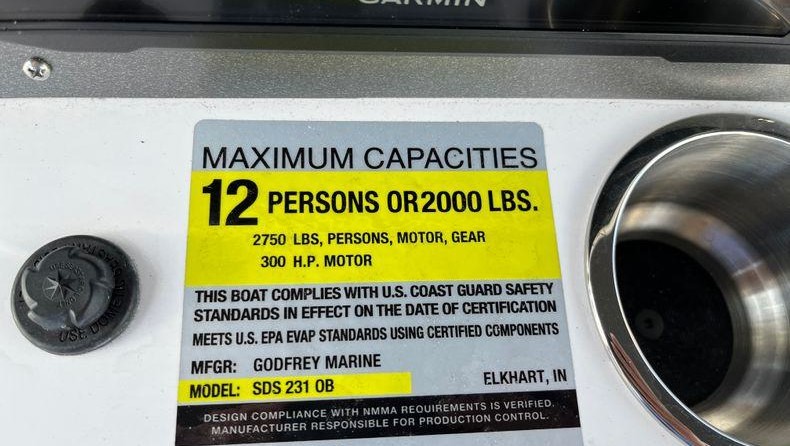 GARMIN
MAXIMUM CAPACITIES
12 PERSONS OR 2000 LBS.
2750 LBS, PERSONS, MOTOR, GEAR
300 H.P. MOTOR
THIS BOAT COMPLIES WITH U.S. COAST GUARD SAFETY
STANDARDS IN EFFECT ON THE DATE OF CERTIFICATION
MEETS U.S. EPA EVAP STANDARDS USING CERTIFIED COMPONENTS
MFGR: GODFREY MARINE
MODEL: SDS 231 OB
ELKHART, IN
DESIGN COMPLIANCE WITH NMMA REQUIREMENTS IS VERIFIED.
MANUFACTURER RESPONSIBLE FOR PRODUCTION CONTROL.